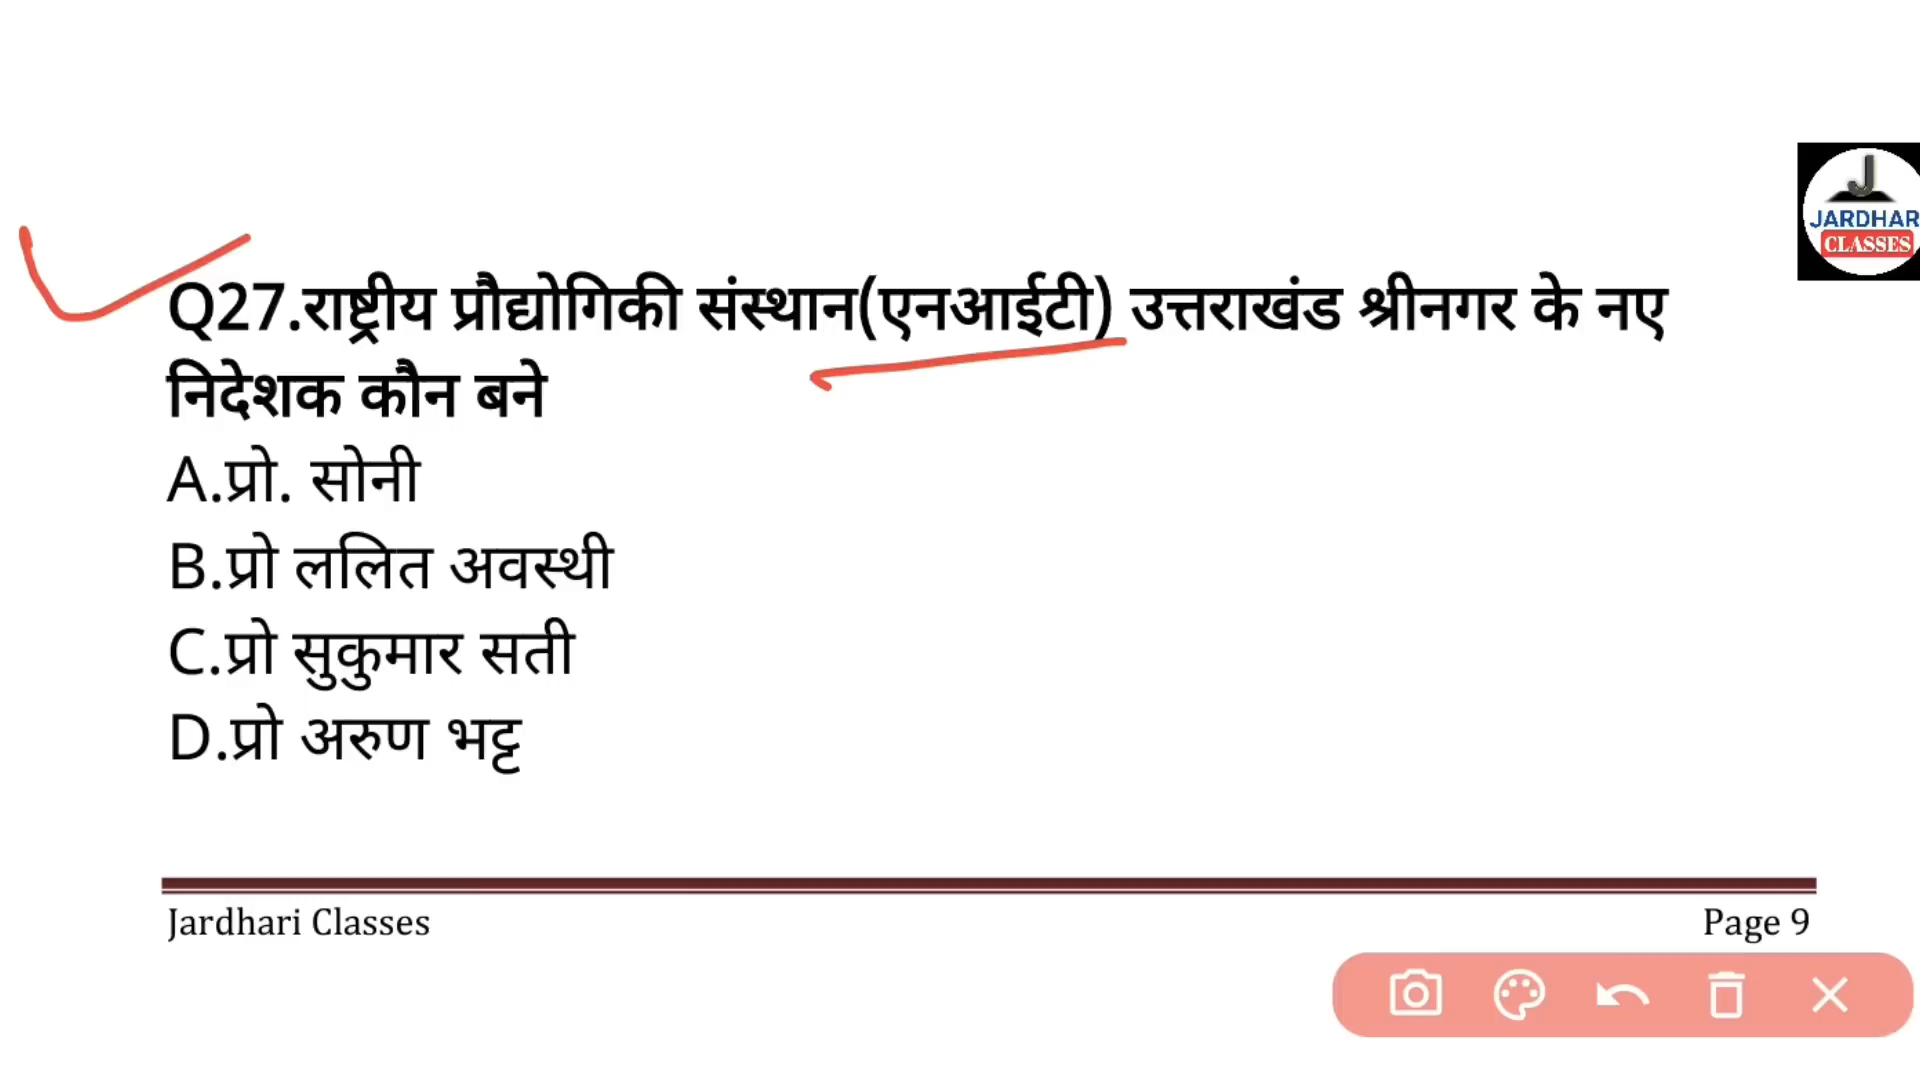 J
JARDHAR
CLASSES
Q27.राष्ट्रीय प्रौद्योगिकी संस्थान(एनआईटी) उत्तराखंड श्रीनगर के नए
निदेशक कौन बने
A.प्रो. सोनी
B.प्रो ललित अवस्थी
C.प्रो सुकुमार सती
D.प्रो अरुण भट्ट
Jardhari Classes
Page 9